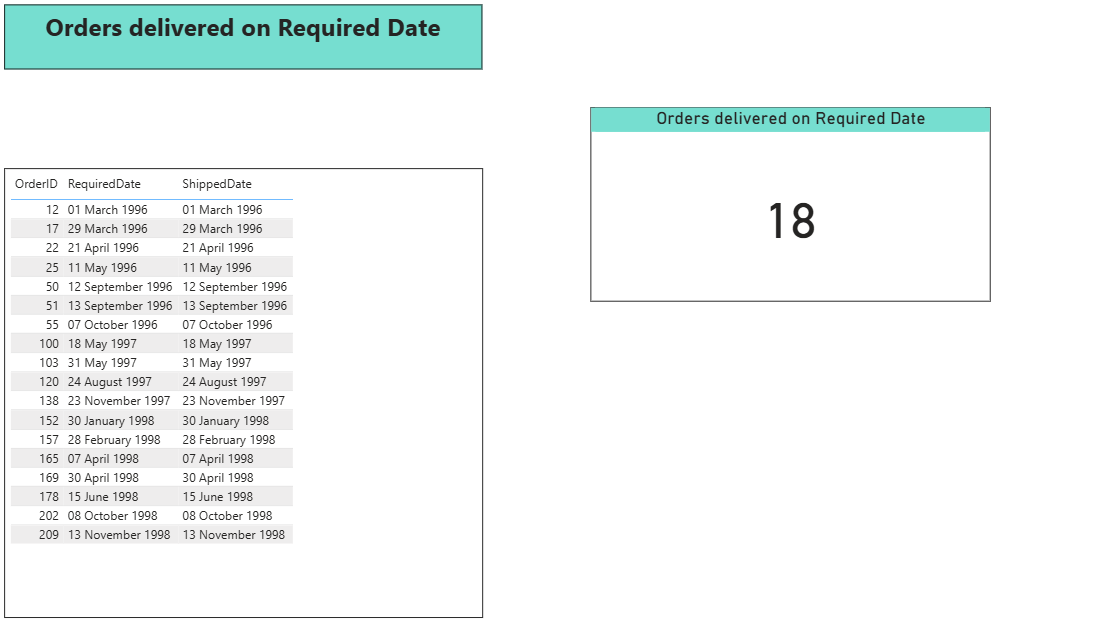 Orders delivered on Required Date
Orders delivered on Required Date
18
OrderID RequiredDate ShippedDate
12 01 March 1996 01 March 1996
17 29 March 1996 29 March 1996
22 21 April 1996 21 April 1996
25 11 May 1996 11 May 1996
50 12 September 1996 12 September 1996
51 13 September 1996 13 September 1996
55 07 October 1996 07 October 1996
100 18 May 1997 18 May 1997
103 31 May 1997 31 May 1997
120 24 August 1997 24 August 1997
138 23 November 1997 23 November 1997
152 30 January 1998 30 January 1998
157 28 February 1998 28 February 1998
165 07 April 1998 07 April 1998
169 30 April 1998 30 April 1998
178 15 June 1998 15 June 1998
202 08 October 1998 08 October 1998
209 13 November 1998 13 November 1998